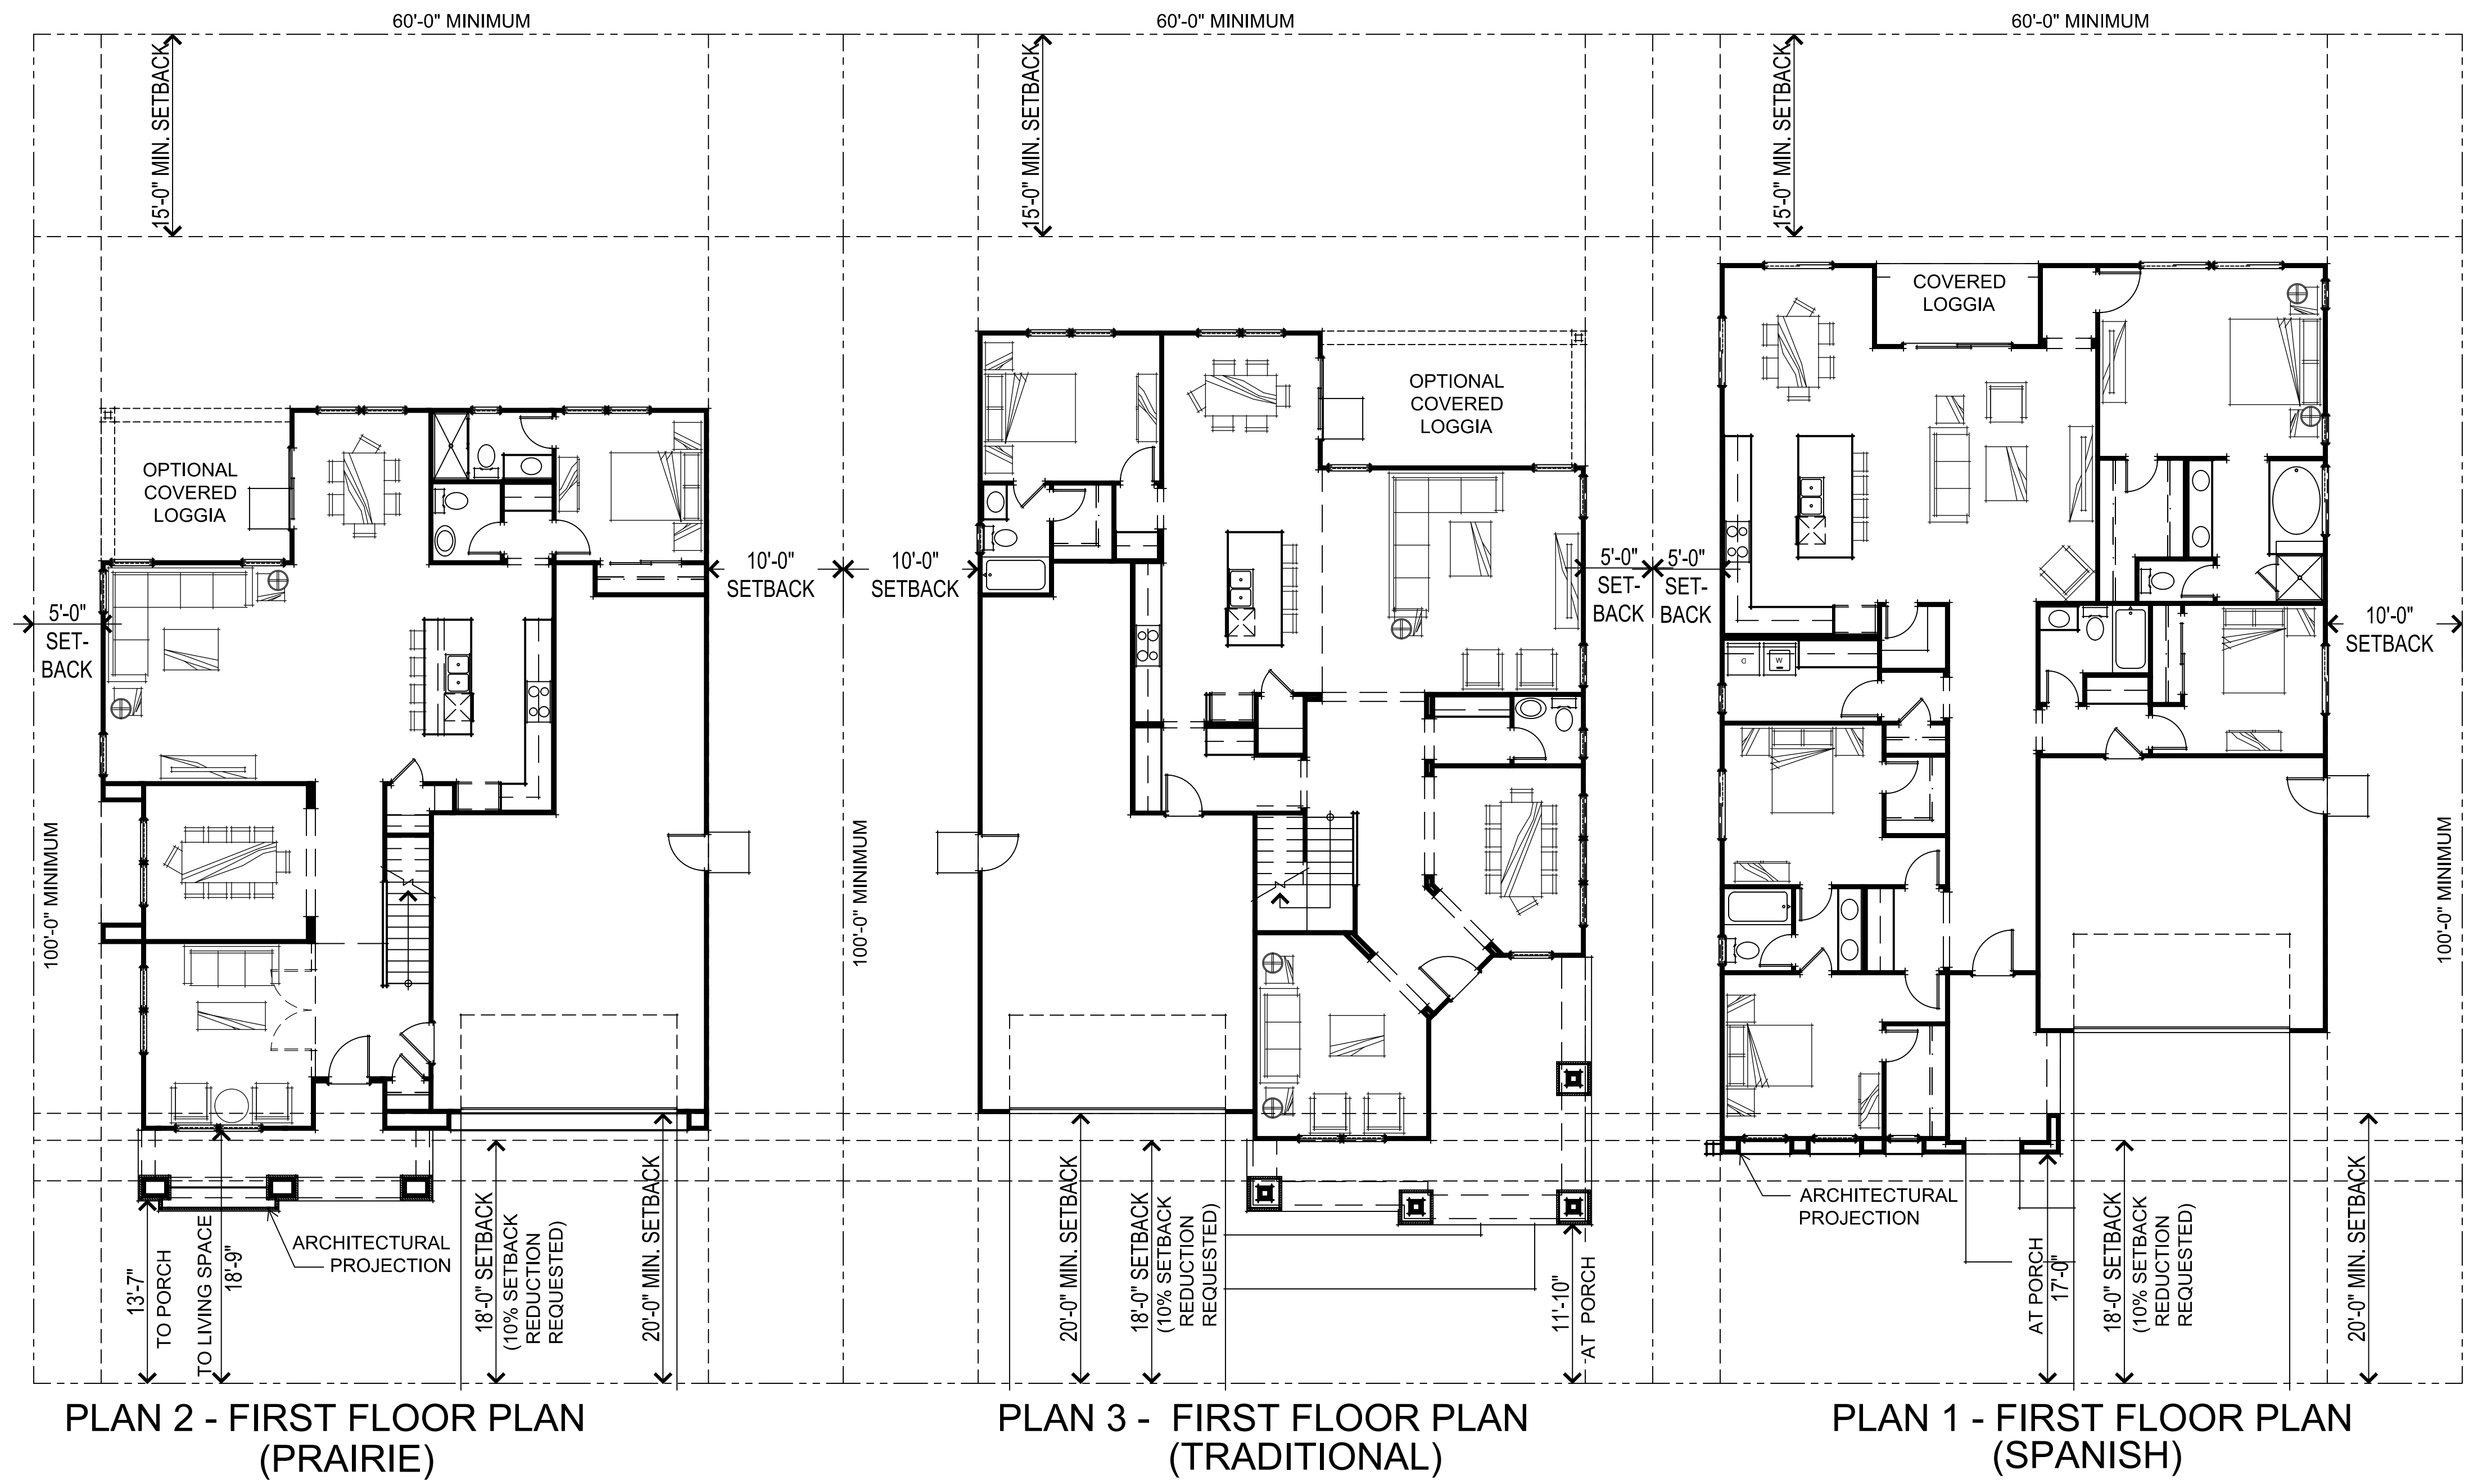 60'-0" MINIMUM
15'-0" MIN. SETBACK
OPTIONAL
COVERED
LOGGIA
5'-0"
SET-
BACK
10'-0"
SETBACK
100'-0" MINIMUM
13'-7"
TO PORCH
TO LIVING SPACE
18'-9"
ARCHITECTURAL
PROJECTION
18'-0" SETBACK
(10% SETBACK
REDUCTION
REQUESTED)
20'-0" MIN. SETBACK
PLAN 2 - FIRST FLOOR PLAN
(PRAIRIE)
60'-0" MINIMUM
15'-0" MIN. SETBACK
OPTIONAL
COVERED
LOGGIA
10'-0"
SETBACK
5'-0"
SET-
BACK
100'-0" MINIMUM
20'-0" MIN. SETBACK
18'-0" SETBACK
(10% SETBACK
REDUCTION
REQUESTED)
11'-10"
AT PORCH
PLAN 3 - FIRST FLOOR PLAN
(TRADITIONAL)
60'-0" MINIMUM
15'-0" MIN. SETBACK
COVERED
LOGGIA
5'-0"
SET-
BACK
D
W
10'-0"
SETBACK
100'-0" MINIMUM
ARCHITECTURAL
PROJECTION
AT PORCH
17'-0"
18'-0" SETBACK
(10% SETBACK
REDUCTION
REQUESTED)
20'-0" MIN. SETBACK
PLAN 1 - FIRST FLOOR PLAN
(SPANISH)